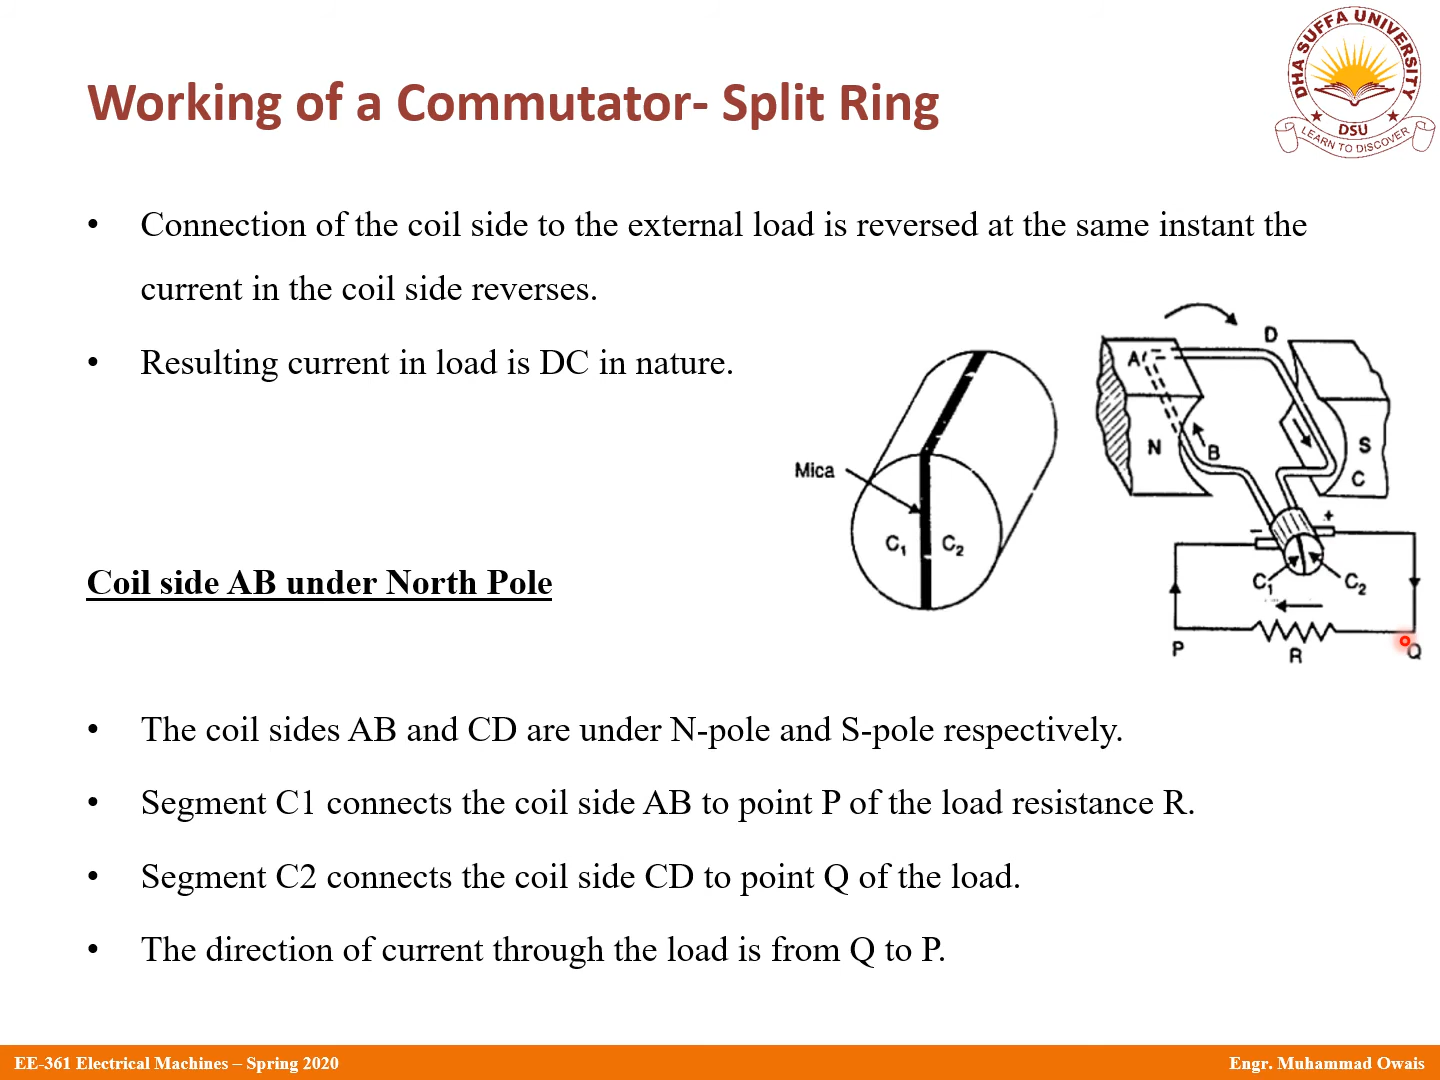 Working of a Commutator- Split Ring
DHA SUFFA UNIVERSITY
DSU
LEARN TO DISCOVER
• Connection of the coil side to the external load is reversed at the same instant the
current in the coil side reverses.
• Resulting current in load is DC in nature.
Mica
C1 C2
A
D
N
B
S
C
−
+
C1
C2
P
R
Q
Coil side AB under North Pole
• The coil sides AB and CD are under N-pole and S-pole respectively.
• Segment C1 connects the coil side AB to point P of the load resistance R.
• Segment C2 connects the coil side CD to point Q of the load.
• The direction of current through the load is from Q to P.
EE-361 Electrical Machines – Spring 2020
Engr. Muhammad Owais